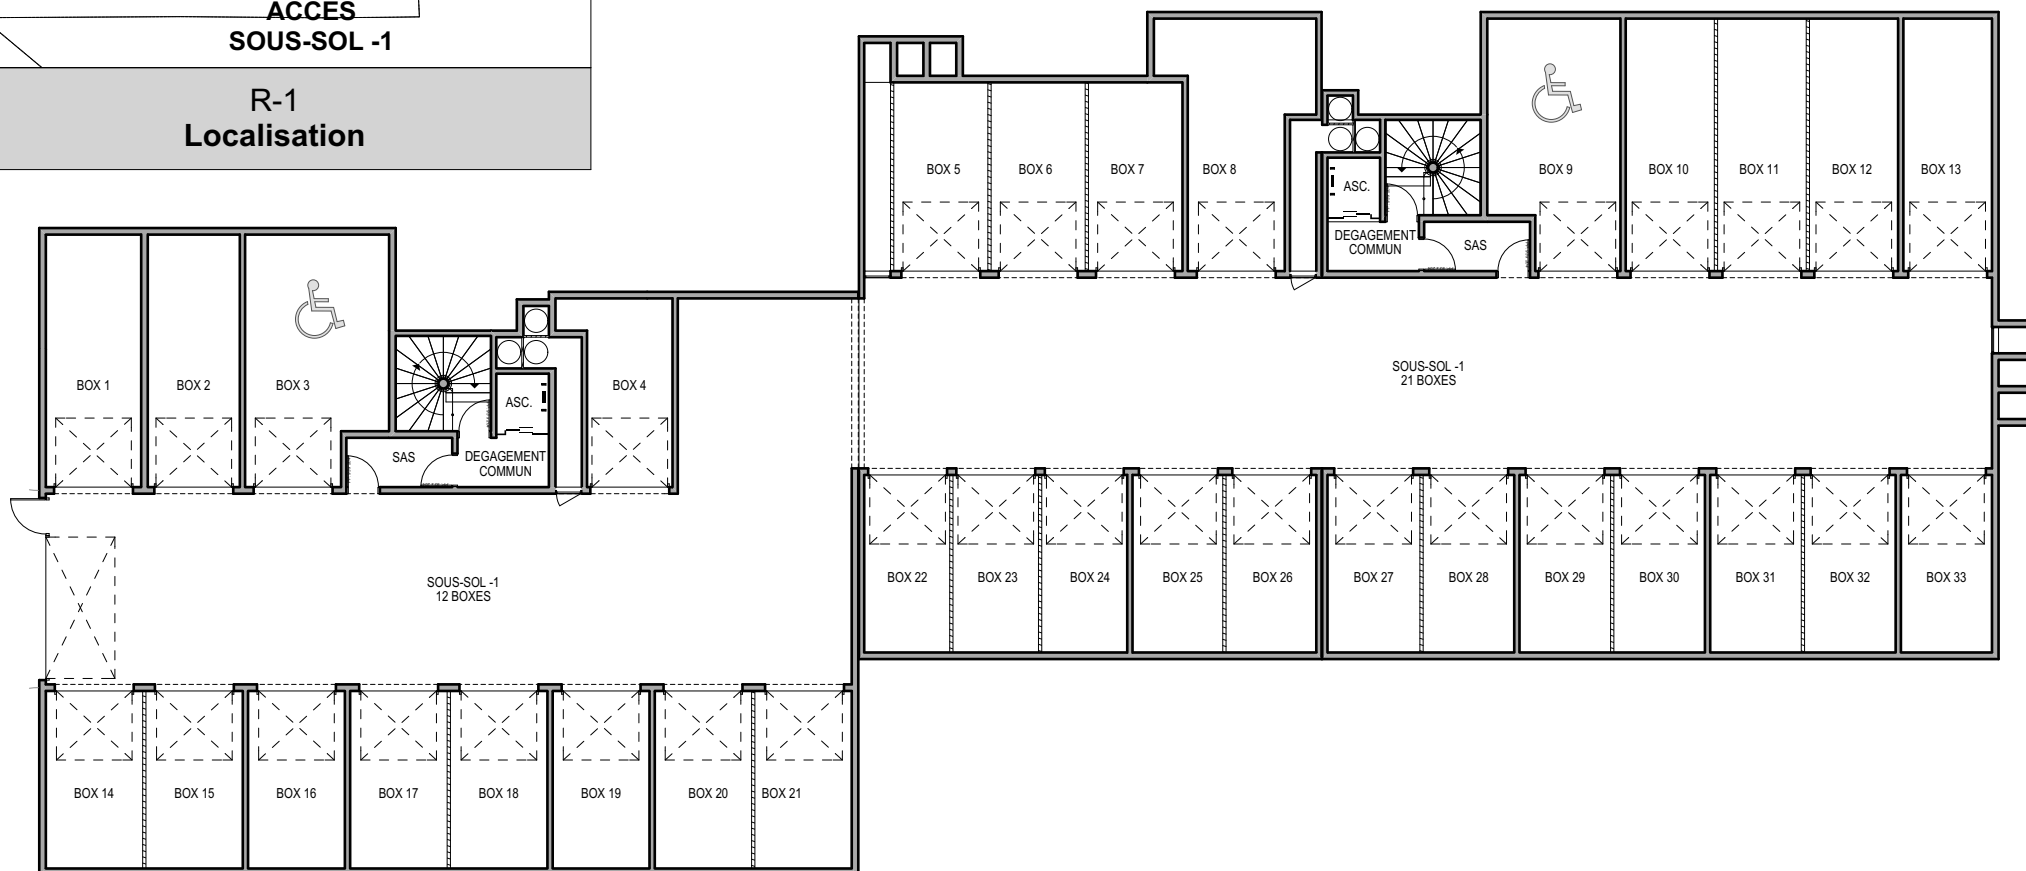 ACCES
SOUS-SOL -1
R-1
Localisation
BOX 5
BOX 6
BOX 7
BOX 8
ASC.
DEGAGEMENT
COMMUN
SAS
BOX 9
BOX 10
BOX 11
BOX 12
BOX 13
BOX 1
BOX 2
BOX 3
SAS
ASC.
DEGAGEMENT
COMMUN
BOX 4
SOUS-SOL -1
21 BOXES
SOUS-SOL -1
12 BOXES
BOX 22
BOX 23
BOX 24
BOX 25
BOX 26
BOX 27
BOX 28
BOX 29
BOX 30
BOX 31
BOX 32
BOX 33
BOX 14
BOX 15
BOX 16
BOX 17
BOX 18
BOX 19
BOX 20
BOX 21